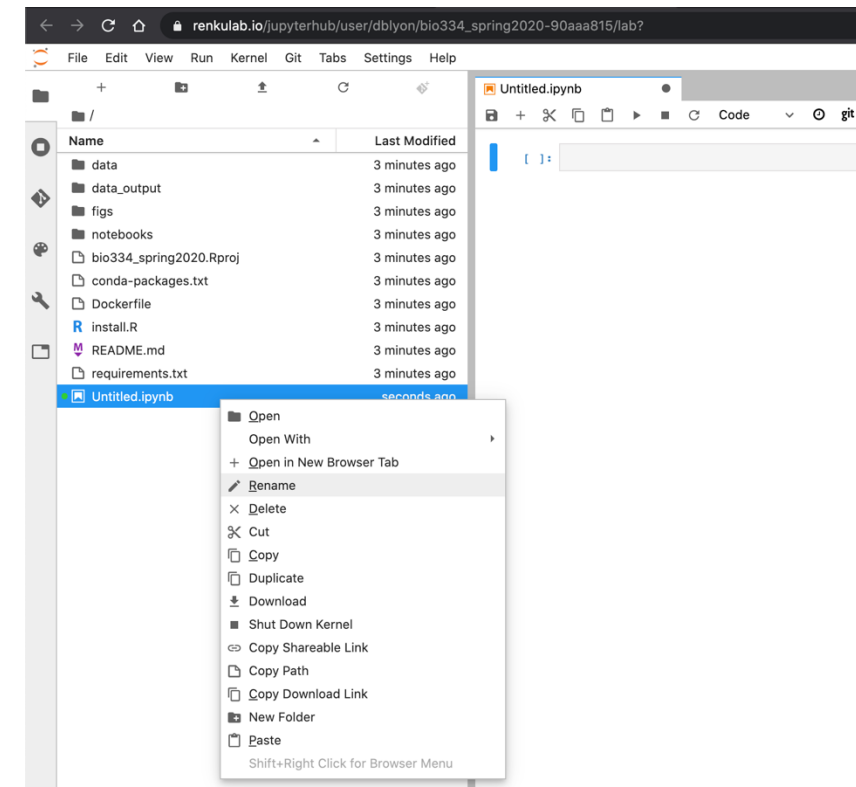 renkulab.io/jupyterhub/user/dblyon/bio334_spring2020-90aaa815/lab?
File Edit View Run Kernel Git Tabs Settings Help
Untitled.ipynb
/
Code git
Name Last Modified
[ ]:
data 3 minutes ago
data_output 3 minutes ago
figs 3 minutes ago
notebooks 3 minutes ago
bio334_spring2020.Rproj 3 minutes ago
conda-packages.txt 3 minutes ago
Dockerfile 3 minutes ago
R install.R 3 minutes ago
M README.md 3 minutes ago
requirements.txt 3 minutes ago
Untitled.ipynb seconds ago
Open
Open With
Open in New Browser Tab
Rename
Delete
Cut
Copy
Duplicate
Download
Shut Down Kernel
Copy Shareable Link
Copy Path
Copy Download Link
New Folder
Paste
Shift+Right Click for Browser Menu